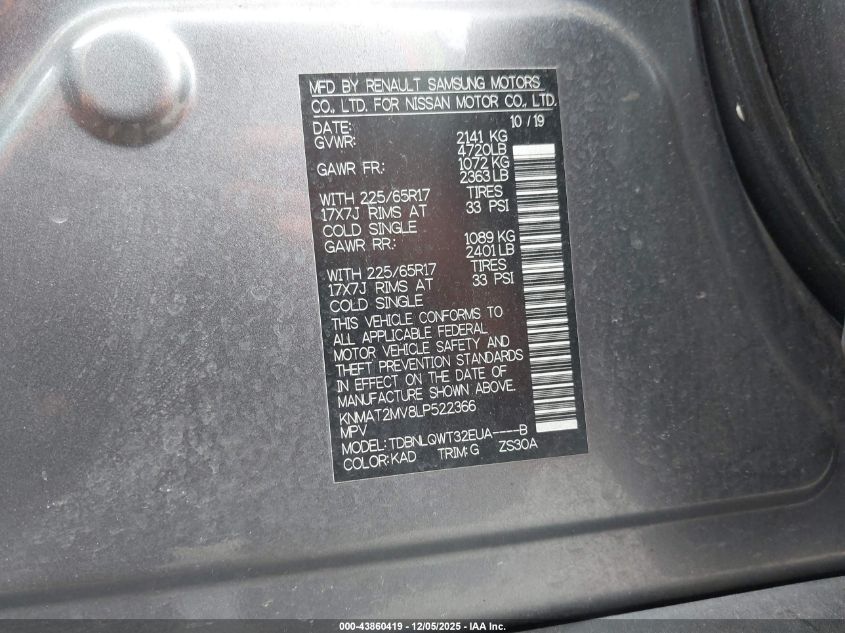 MFD BY RENAULT SAMSUNG MOTORS
CO., LTD. FOR NISSAN MOTOR CO., LTD.
DATE: 10/19
GVWR: 2141 KG
4720LB
GAWR FR: 1072 KG
2363LB
WITH 225/65R17 TIRES
17X7J RIMS AT 33 PSI
COLD SINGLE
GAWR RR: 1089 KG
2401LB
WITH 225/65R17 TIRES
17X7J RIMS AT 33 PSI
COLD SINGLE
THIS VEHICLE CONFORMS TO
ALL APPLICABLE FEDERAL
MOTOR VEHICLE SAFETY AND
THEFT PREVENTION STANDARDS
IN EFFECT ON THE DATE OF
MANUFACTURE SHOWN ABOVE.
KNMAT2MV8LP522366
MPV
MODEL: TDBNLQWT32EUA----B
COLOR: KAD TRIM: G ZS30A
000-43860419 - 12/05/2025 - IAA Inc.